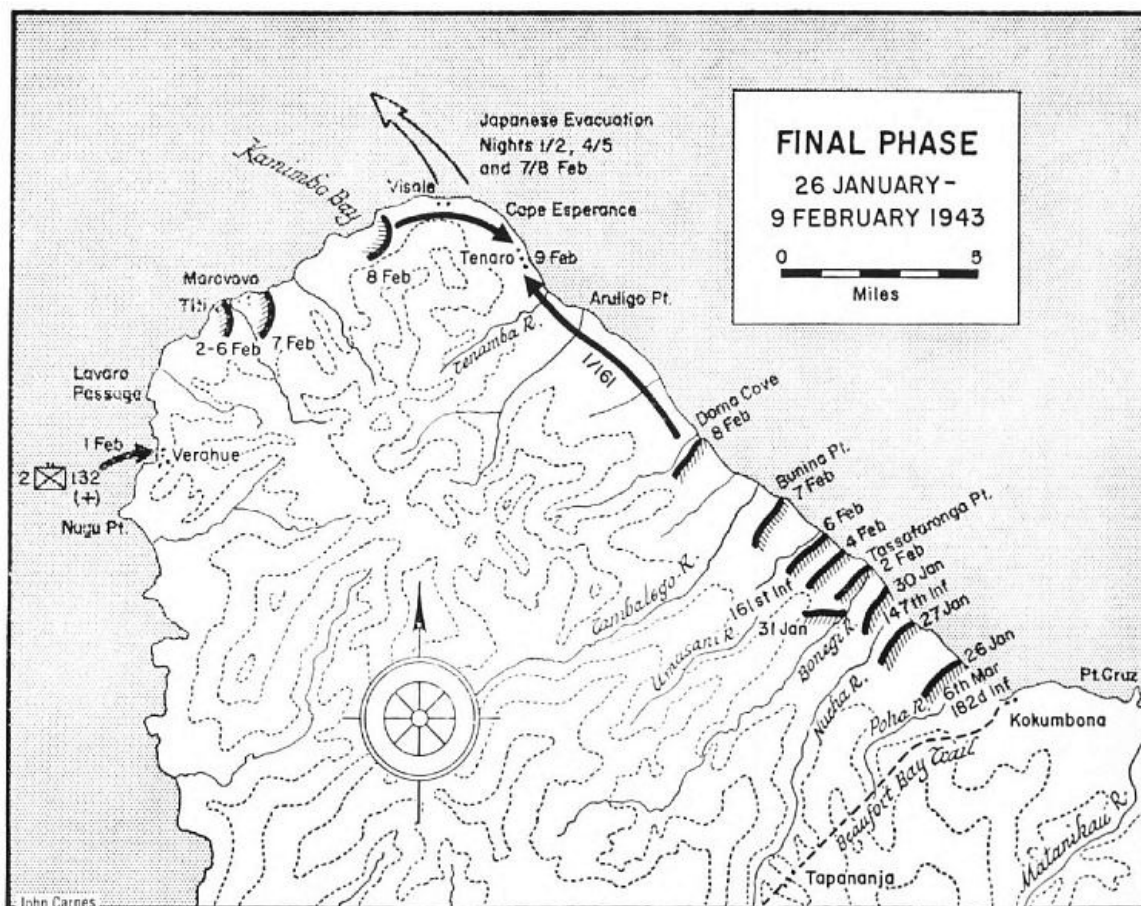 FINAL PHASE
26 JANUARY–
9 FEBRUARY 1943
0 5
Miles
Japanese Evacuation
Nights 1/2, 4/5
and 7/8 Feb
Kamimbo Bay
Visale
Cape Esperance
Tenaro
9 Feb
8 Feb
Aruligo Pt.
Maravovo
2-6 Feb
7 Feb
Tenamba R.
1/161
Lavaro
Passage
1 Feb
Verahue
2 132
(+)
Nugu Pt.
Doma Cove
8 Feb
Bunina Pt.
7 Feb
6 Feb
4 Feb
Tassafaronga Pt.
2 Feb
30 Jan
147th Inf
27 Jan
26 Jan
6th Mar
182d Inf
161st Inf
31 Jan
Tambalego R.
Umasani R.
Bonegi R.
Nucha R.
Poha R.
Pt. Cruz
Kokumbona
Beaufort Bay Trail
Tapananja
Matanikau R.
John Carnes